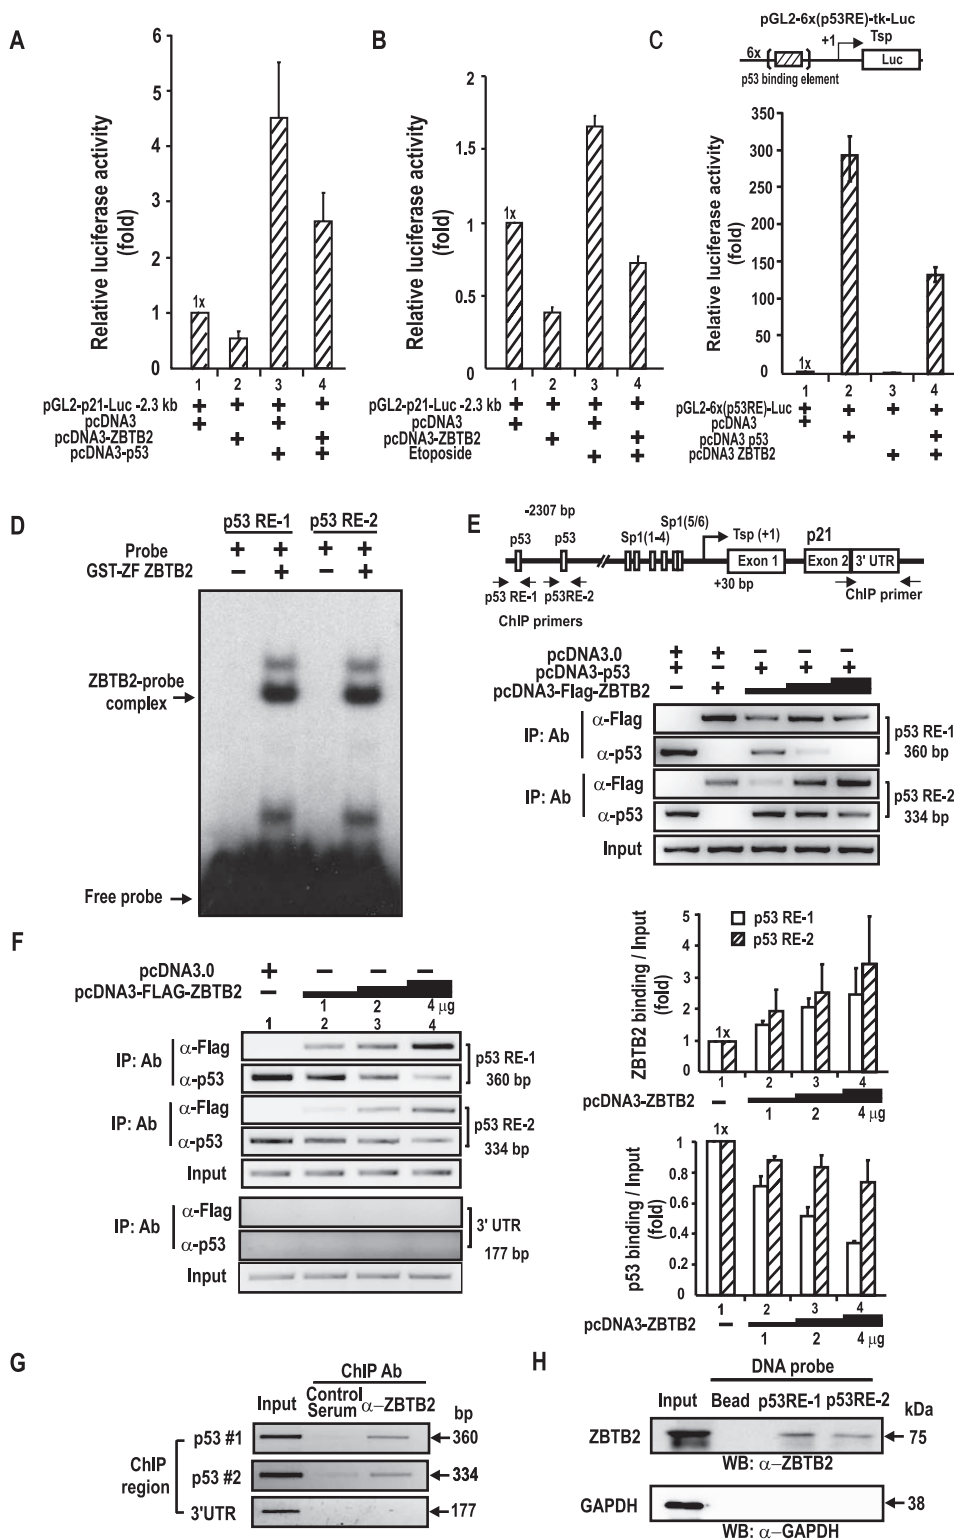 A
Relative luciferase activity
(fold)
6
5
4
3
2
1
0
1x
1 2 3 4
pGL2-p21-Luc -2.3 kb + + + +
pcDNA3 + +
pcDNA3-ZBTB2 + +
pcDNA3-p53 + +
B
Relative luciferase activity
(fold)
2
1.5
1
0.5
0
1x
1 2 3 4
pGL2-p21-Luc -2.3 kb + + + +
pcDNA3 + +
pcDNA3-ZBTB2 + +
Etoposide + +
C
pGL2-6x(p53RE)-tk-Luc
+1 Tsp
6x
Luc
p53 binding element
Relative luciferase activity
(fold)
350
300
250
200
150
100
50
0
1x
1 2 3 4
pGL2-6x(p53RE)-Luc + + + +
pcDNA3 +
pcDNA3 p53 + +
pcDNA3 ZBTB2 + +
D
p53 RE-1 p53 RE-2
Probe + + + +
GST-ZF ZBTB2 − + − +
ZBTB2-probe
complex
Free probe
E
-2307 bp
p53 p53 Sp1(1-4) Sp1(5/6) Tsp (+1) p21
Exon 1 Exon 2 3' UTR
+30 bp
p53 RE-1 p53RE-2 ChIP primer
ChIP primers
pcDNA3.0 + + − − −
pcDNA3-p53 + + + +
pcDNA3-Flag-ZBTB2 − +
IP: Ab α-Flag
α-p53
p53 RE-1
360 bp
IP: Ab α-Flag
α-p53
p53 RE-2
334 bp
Input
F
pcDNA3.0 + − − −
pcDNA3-FLAG-ZBTB2 −
1 2 4 μg
1 2 3 4
IP: Ab α-Flag
α-p53
p53 RE-1
360 bp
IP: Ab α-Flag
α-p53
p53 RE-2
334 bp
Input
IP: Ab α-Flag
α-p53
3' UTR
177 bp
Input
ZBTB2 binding / Input
(fold)
5
4
3
2
1
0
p53 RE-1
p53 RE-2
1x
1 2 3 4
pcDNA3-ZBTB2 −
1 2 4 μg
p53 binding / Input
(fold)
1
0.8
0.6
0.4
0.2
0
1x
1 2 3 4
pcDNA3-ZBTB2 −
1 2 4 μg
G
ChIP Ab
Input Control
Serum α−ZBTB2 bp
ChIP
region
p53 #1 360
p53 #2 334
3'UTR 177
H
DNA probe
Input Bead p53RE-1 p53RE-2 kDa
ZBTB2 75
WB: α−ZBTB2
GAPDH 38
WB: α−GAPDH